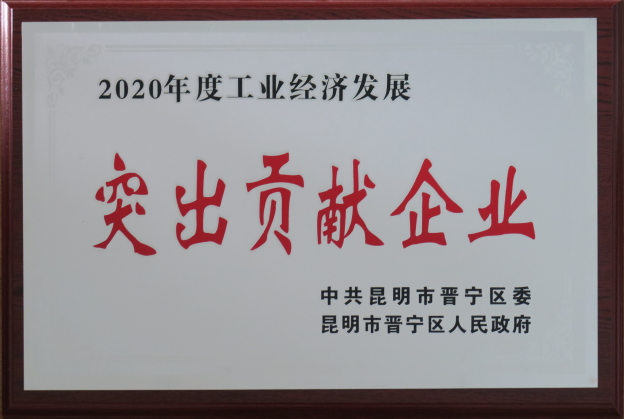 2020年度工业经济发展
突出贡献企业
中共昆明市晋宁区委
昆明市晋宁区人民政府